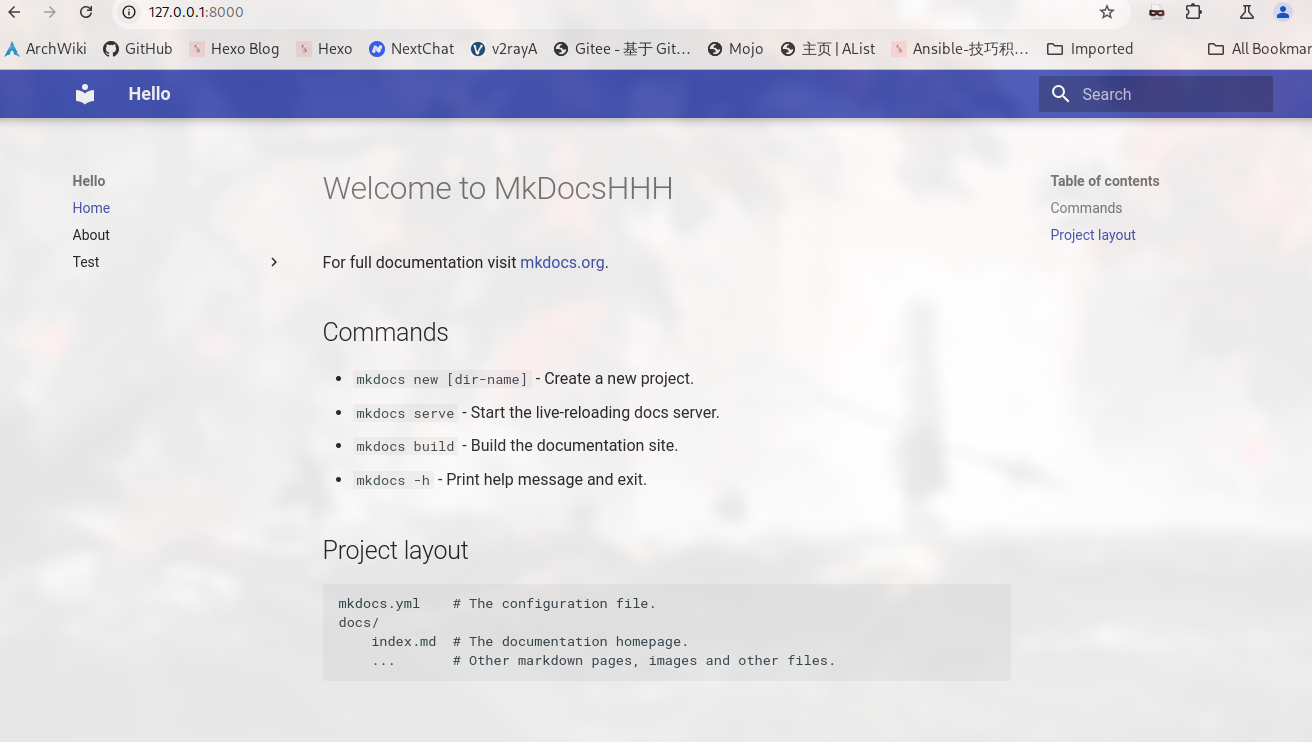 127.0.0.1:8000
ArchWiki GitHub Hexo Blog Hexo NextChat v2rayA Gitee - 基于 Git… Mojo 主页 | AList Ansible-技巧积… Imported All Bookmar
Hello
Search
Hello
Home
About
Test
Welcome to MkDocsHHH
For full documentation visit mkdocs.org.
Commands
mkdocs new [dir-name] - Create a new project.
mkdocs serve - Start the live-reloading docs server.
mkdocs build - Build the documentation site.
mkdocs -h - Print help message and exit.
Project layout
mkdocs.yml    # The configuration file.
docs/
    index.md  # The documentation homepage.
    ...       # Other markdown pages, images and other files.
Table of contents
Commands
Project layout